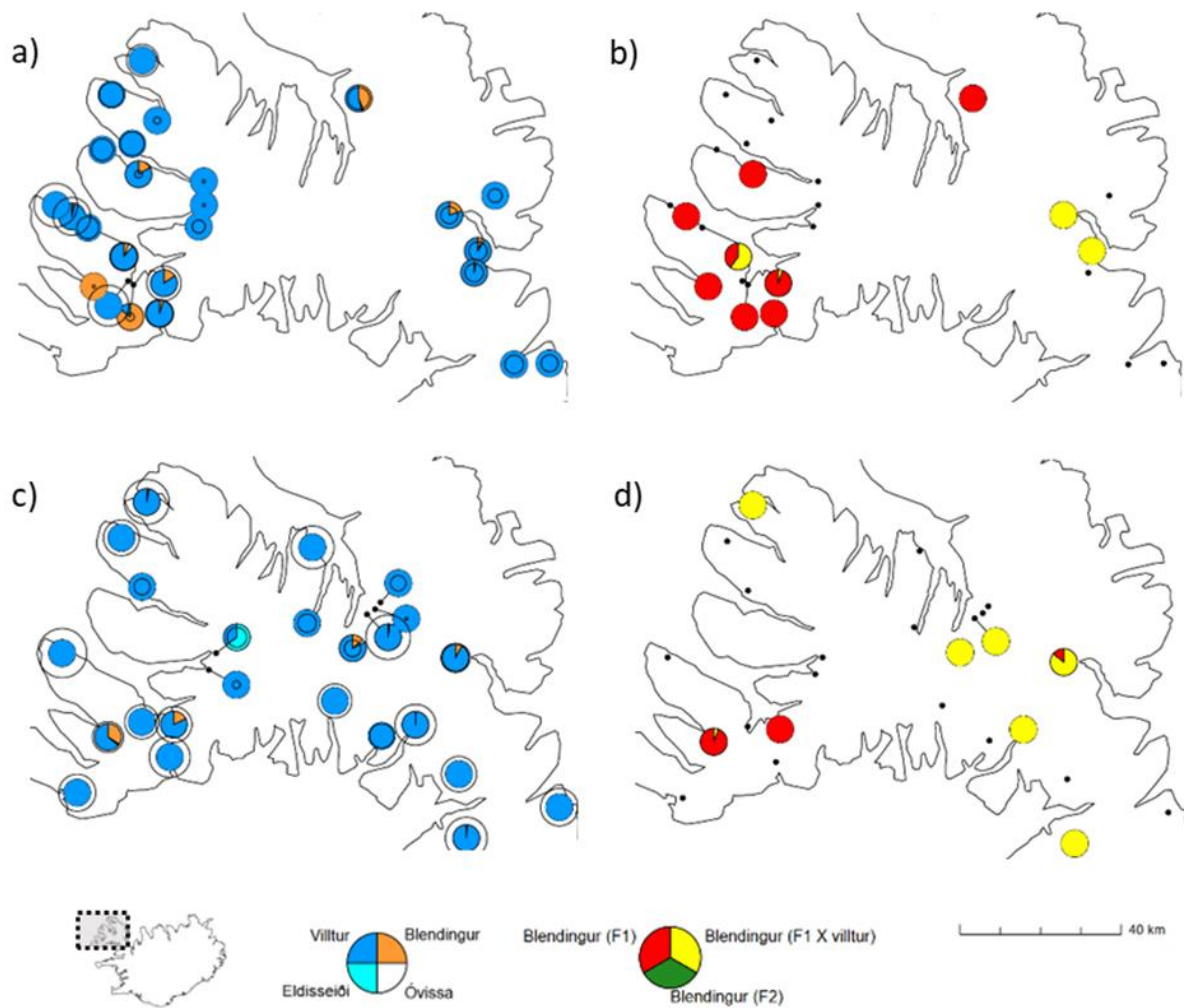 a)
b)
c)
d)
Villtur Blendingur
Eldisseiði Óvissa
Blendingur (F1) Blendingur (F1 X villtur)
Blendingur (F2)
40 km